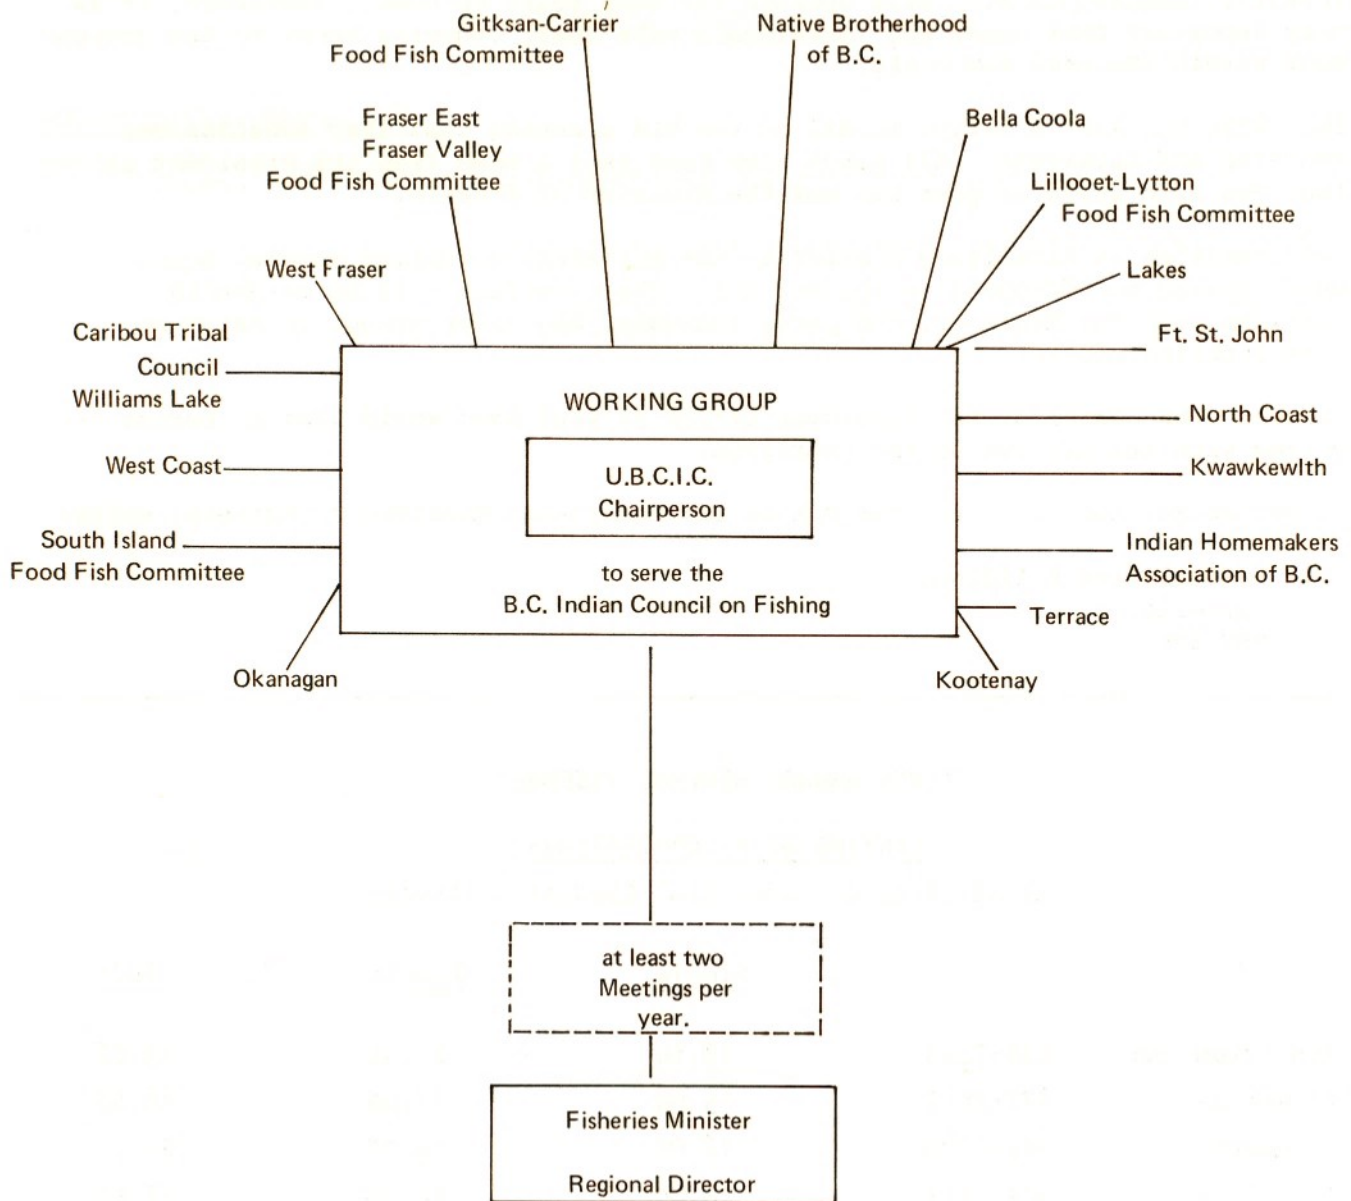 Gitksan-Carrier
Food Fish Committee
Native Brotherhood
of B.C.
Fraser East
Fraser Valley
Food Fish Committee
Bella Coola
Lillooet-Lytton
Food Fish Committee
West Fraser
Lakes
Caribou Tribal
Council
Williams Lake
Ft. St. John
WORKING GROUP
North Coast
West Coast
Kwawkewlth
U.B.C.I.C.
Chairperson
South Island
Food Fish Committee
Indian Homemakers
Association of B.C.
to serve the
B.C. Indian Council on Fishing
Terrace
Okanagan
Kootenay
at least two
Meetings per
year.
Fisheries Minister
Regional Director